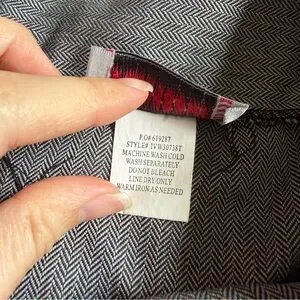 P.O# 619287
STYLE# IVW30738T
MACHINE WASH COLD
WASH SEPARATELY
DO NOT BLEACH
LINE DRY ONLY
WARM IRON AS NEEDED